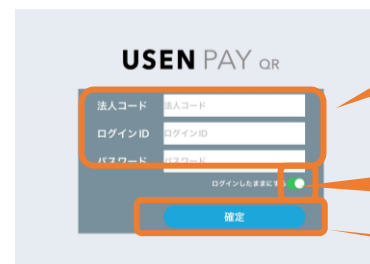 USEN PAY QR
法人コード 法人コード
ログインID ログインID
パスワード パスワード
ログインしたままにする
確定